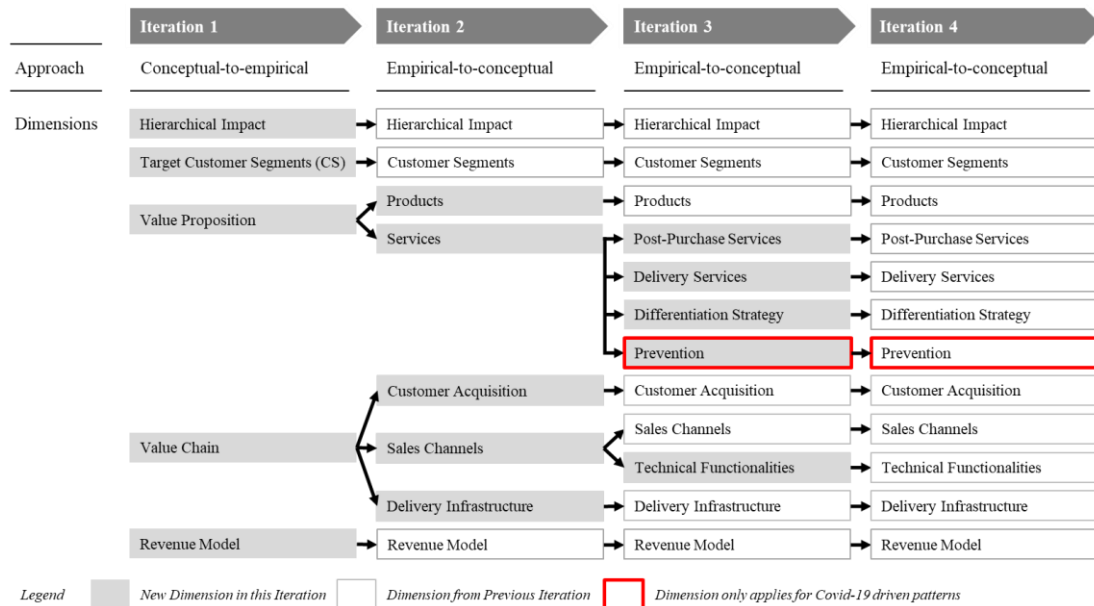 Iteration 1 Iteration 2 Iteration 3 Iteration 4
Approach Conceptual-to-empirical Empirical-to-conceptual Empirical-to-conceptual Empirical-to-conceptual
Dimensions Hierarchical Impact Hierarchical Impact Hierarchical Impact Hierarchical Impact
Target Customer Segments (CS) Customer Segments Customer Segments Customer Segments
Products Products Products
Value Proposition
Services Post-Purchase Services Post-Purchase Services
Delivery Services Delivery Services
Differentiation Strategy Differentiation Strategy
Prevention Prevention
Customer Acquisition Customer Acquisition Customer Acquisition
Sales Channels Sales Channels
Value Chain Sales Channels
Technical Functionalities Technical Functionalities
Delivery Infrastructure Delivery Infrastructure Delivery Infrastructure
Revenue Model Revenue Model Revenue Model Revenue Model
Legend New Dimension in this Iteration Dimension from Previous Iteration Dimension only applies for Covid-19 driven patterns